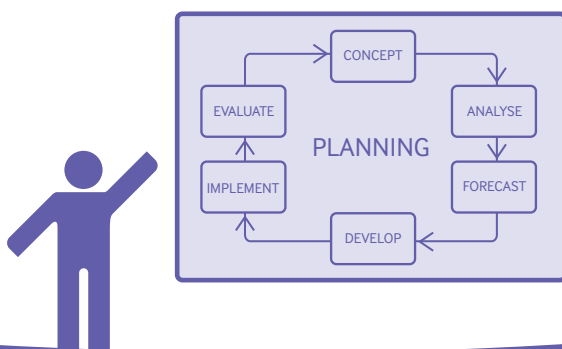 CONCEPT
ANALYSE
FORECAST
DEVELOP
IMPLEMENT
EVALUATE
PLANNING